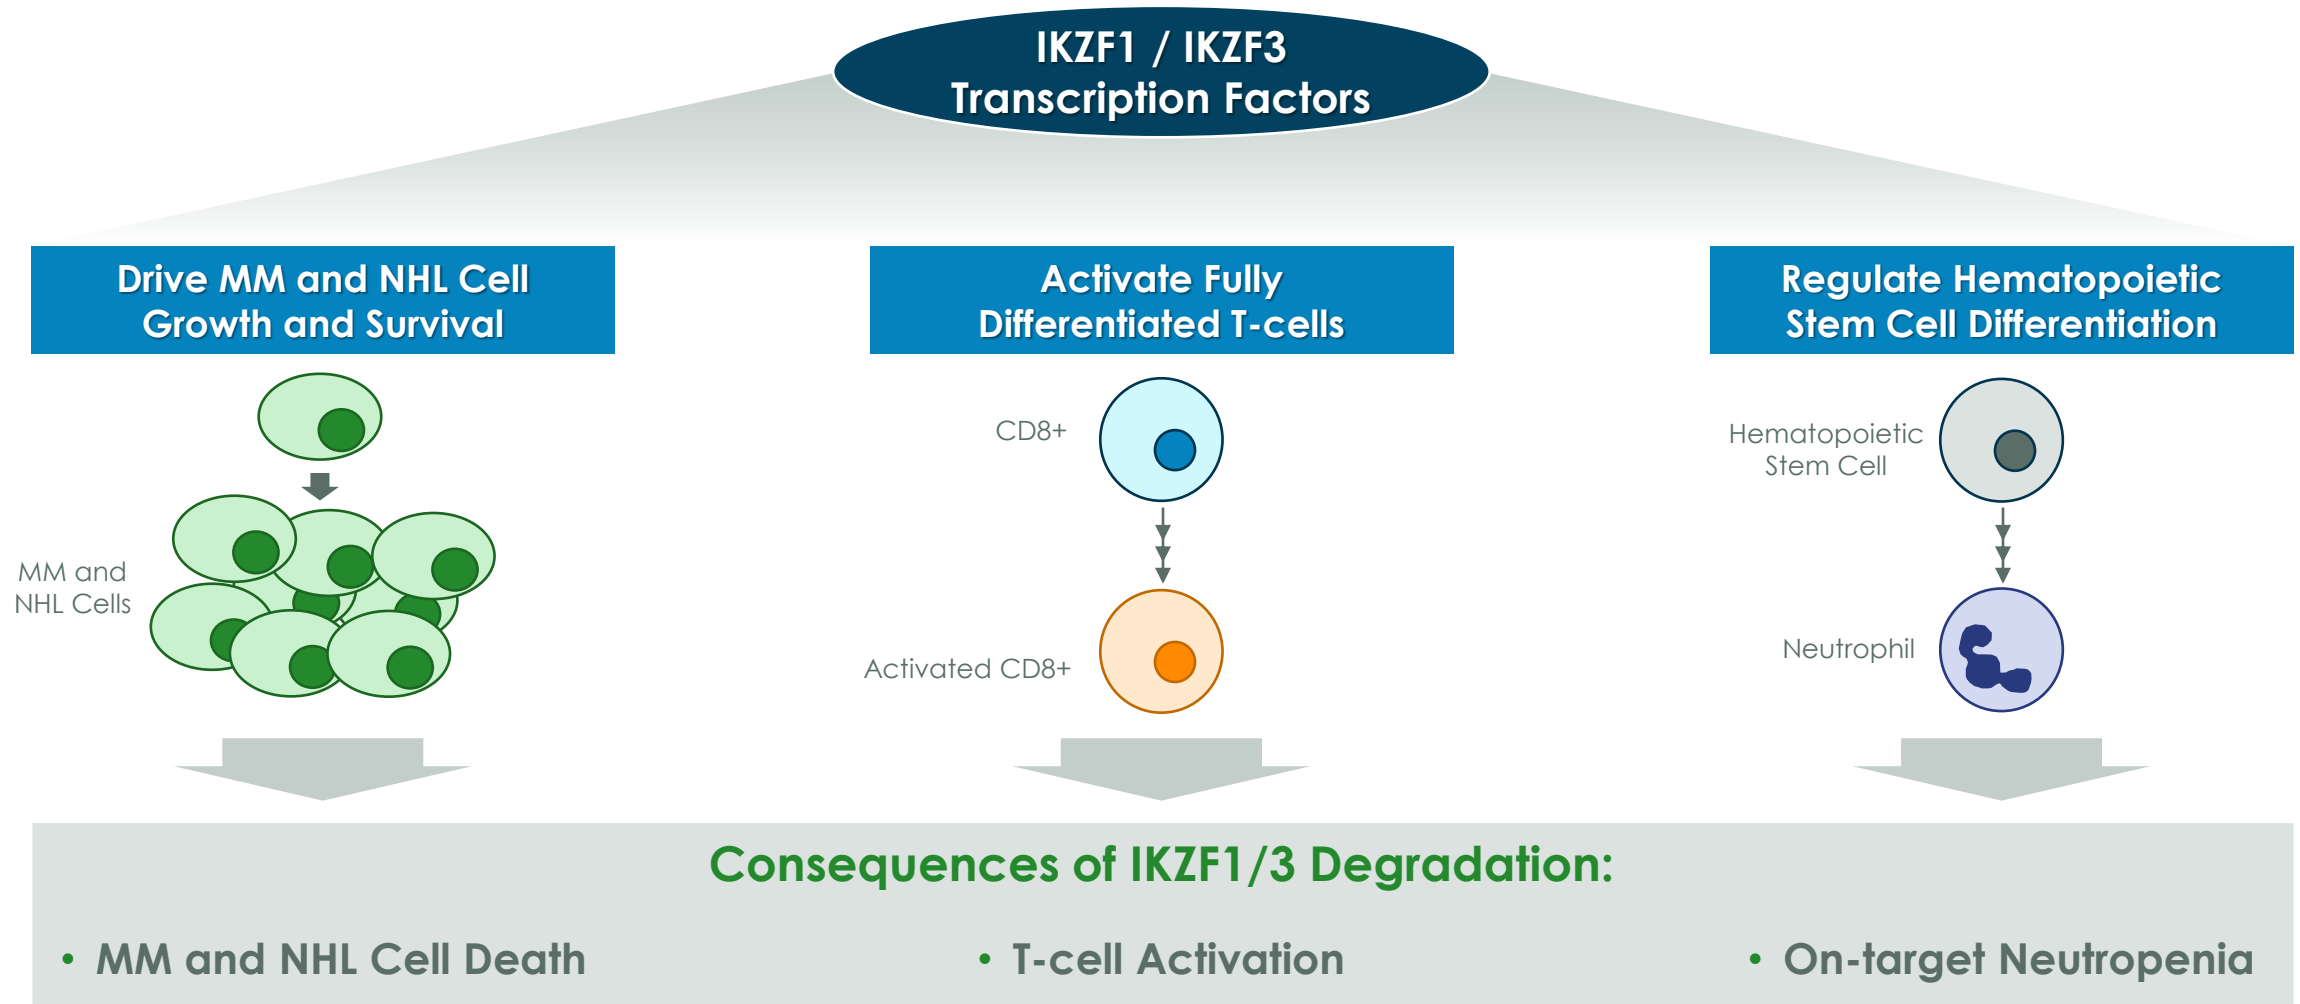 IKZF1 / IKZF3
Transcription Factors
Drive MM and NHL Cell
Growth and Survival
Activate Fully
Differentiated T-cells
Regulate Hematopoietic
Stem Cell Differentiation
MM and
NHL Cells
CD8+
Activated CD8+
Hematopoietic
Stem Cell
Neutrophil
Consequences of IKZF1/3 Degradation:
• MM and NHL Cell Death
• T-cell Activation
• On-target Neutropenia